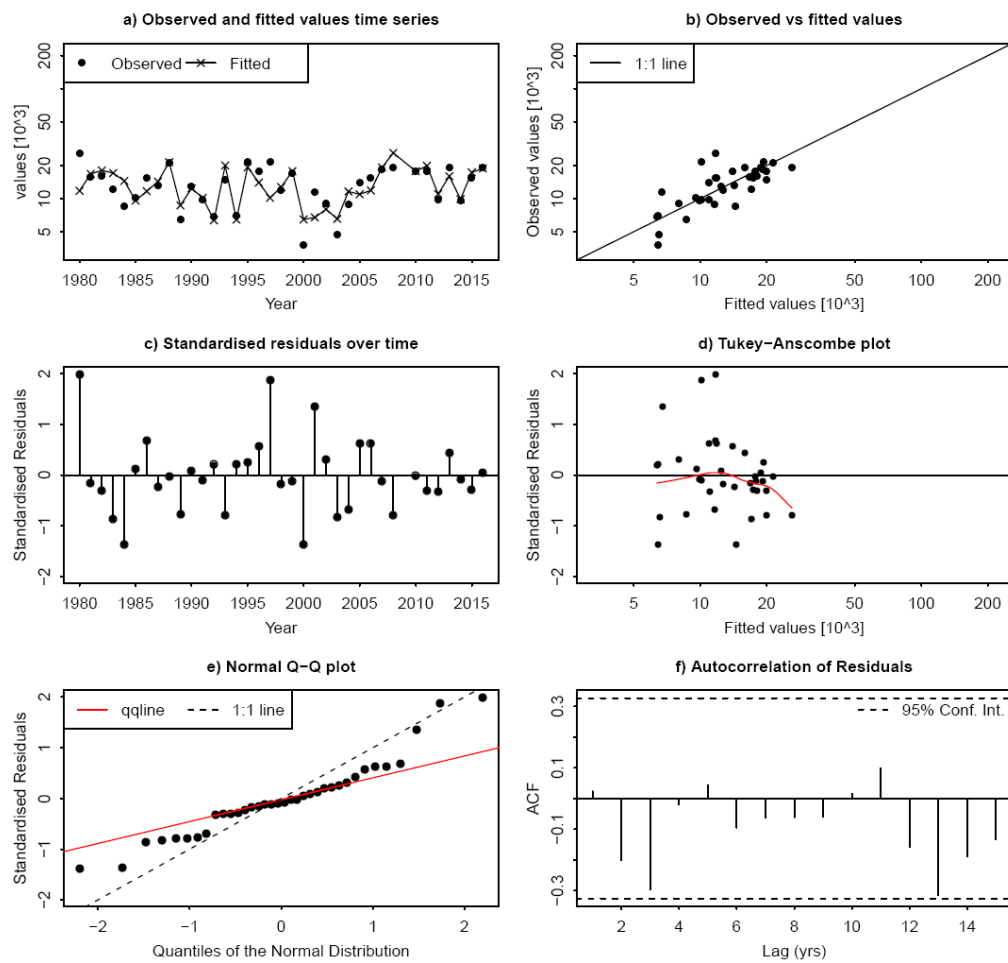 a) Observed and fitted values time series
values [10^3]
200
50
20
10
5
Observed
Fitted
1980 1985 1990 1995 2000 2005 2010 2015
Year
b) Observed vs fitted values
Observed values [10^3]
200
50
20
10
5
1:1 line
5 10 20 50 100 200
Fitted values [10^3]
c) Standardised residuals over time
Standardised Residuals
2
1
0
−1
−2
1980 1985 1990 1995 2000 2005 2010 2015
Year
d) Tukey−Anscombe plot
Standardised Residuals
2
1
0
−1
−2
5 10 20 50 100 200
Fitted values [10^3]
e) Normal Q−Q plot
Standardised Residuals
2
1
0
−1
−2
qqline
1:1 line
−2 −1 0 1 2
Quantiles of the Normal Distribution
f) Autocorrelation of Residuals
ACF
0.3
0.1
−0.1
−0.3
95% Conf. Int.
2 4 6 8 10 12 14
Lag (yrs)